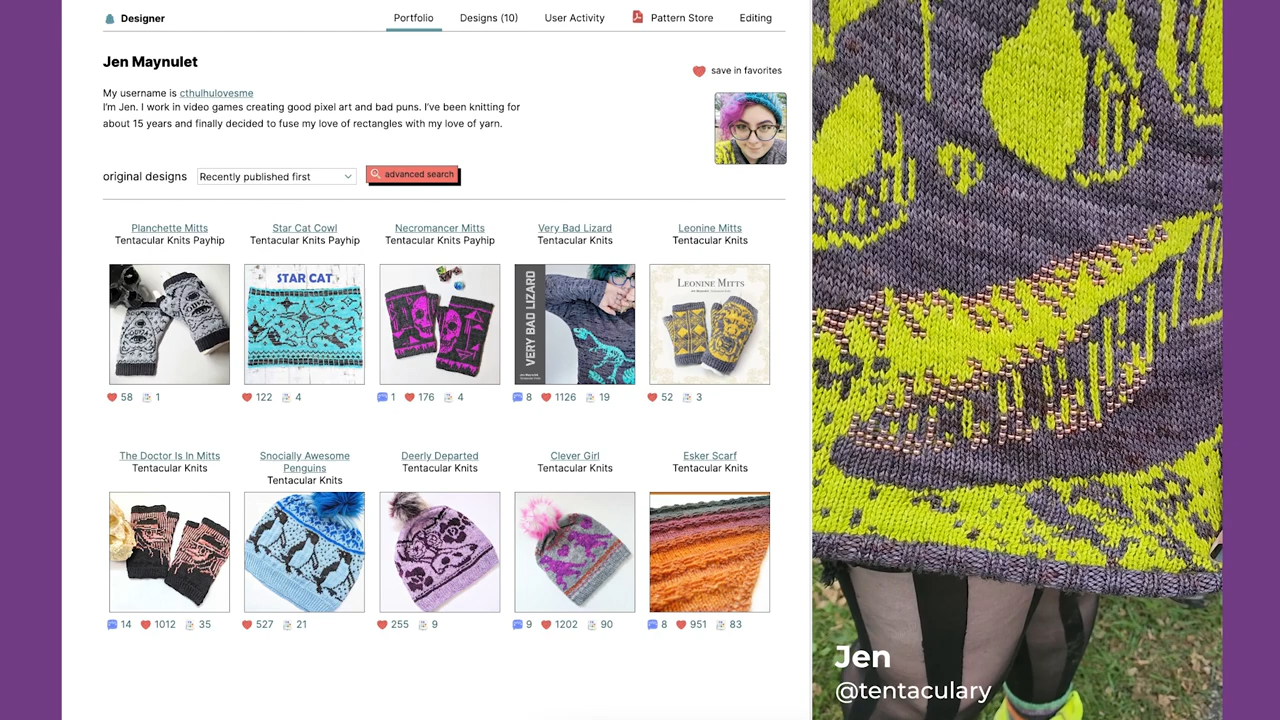 Designer
Portfolio
Designs (10)
User Activity
Pattern Store
Editing
Jen Maynulet
save in favorites
My username is cthulhulovesme
I'm Jen. I work in video games creating good pixel art and bad puns. I've been knitting for
about 15 years and finally decided to fuse my love of rectangles with my love of yarn.
original designs
Recently published first
advanced search
Planchette Mitts
Tentacular Knits Payhip
Star Cat Cowl
Tentacular Knits Payhip
Necromancer Mitts
Tentacular Knits Payhip
Very Bad Lizard
Tentacular Knits
Leonine Mitts
Tentacular Knits
STAR CAT
VERY BAD LIZARD
LEONINE MITTS
58 1
122 4
1 176 4
8 1126 19
52 3
The Doctor Is In Mitts
Tentacular Knits
Snocially Awesome
Penguins
Tentacular Knits
Deerly Departed
Tentacular Knits
Clever Girl
Tentacular Knits
Esker Scarf
Tentacular Knits
14 1012 35
527 21
255 9
9 1202 90
8 951 83
Jen
@tentaculary